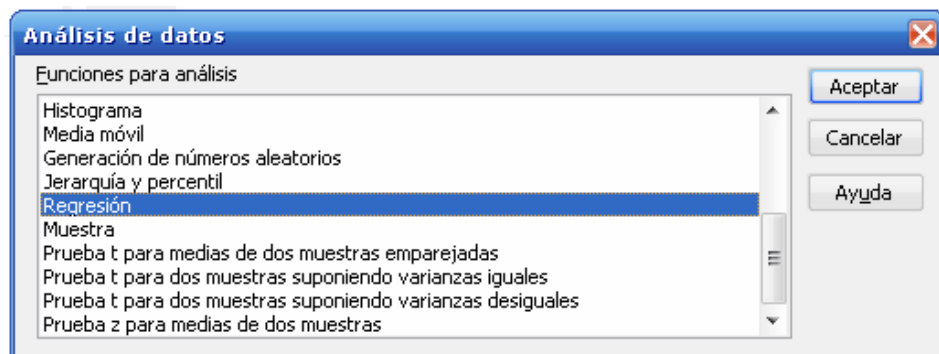 Análisis de datos
Funciones para análisis
Histograma
Media móvil
Generación de números aleatorios
Jerarquía y percentil
Regresión
Muestra
Prueba t para medias de dos muestras emparejadas
Prueba t para dos muestras suponiendo varianzas iguales
Prueba t para dos muestras suponiendo varianzas desiguales
Prueba z para medias de dos muestras
Aceptar
Cancelar
Ayuda